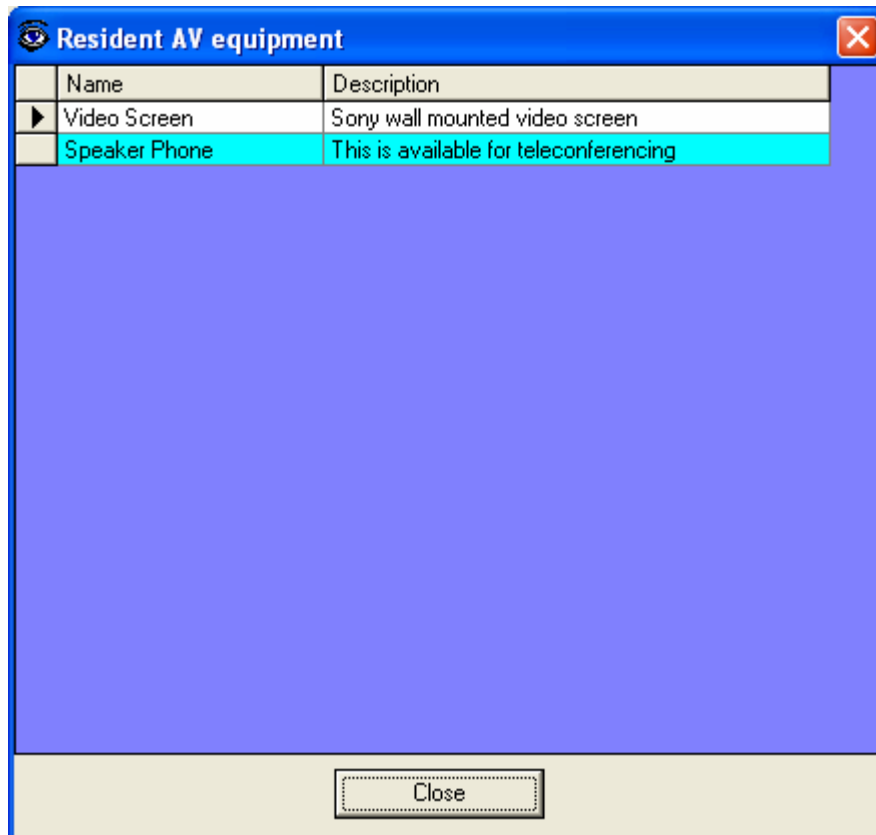 Resident AV equipment
Name Description
Video Screen Sony wall mounted video screen
Speaker Phone This is available for teleconferencing
Close